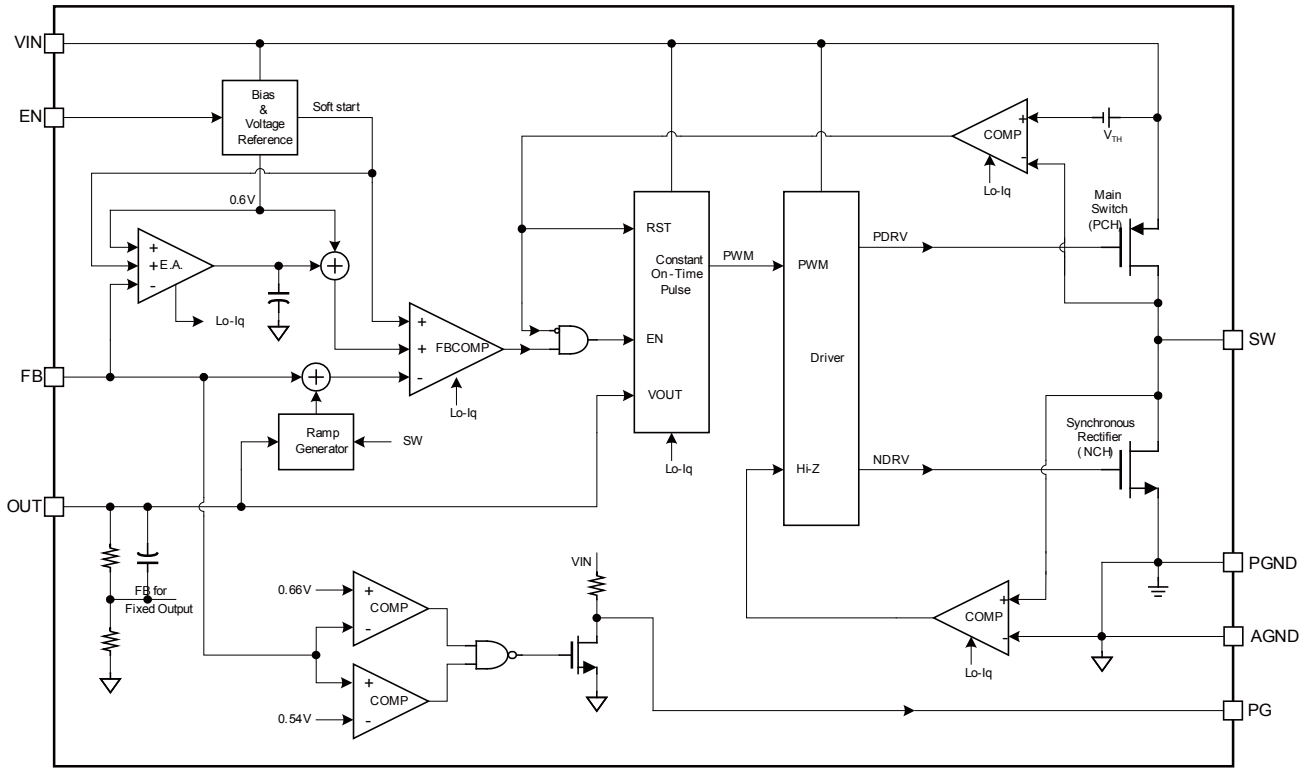 VIN
EN
Bias
&
Voltage
Reference
Soft start
COMP
+
-
V_TH
Lo-Iq
0.6V
Main
Switch
(PCH)
+
+ E.A.
-
+
Lo-Iq
RST
Constant
On-Time
Pulse
EN
VOUT
Lo-Iq
PWM
PWM
Driver
Hi-Z
PDRV
NDRV
+
+
FBCOMP
-
Lo-Iq
SW
FB
+
Ramp
Generator
SW
Synchronous
Rectifier
(NCH)
OUT
FB for
Fixed Output
VIN
PGND
0.66V
+
COMP
-
+
COMP
-
0.54V
+
COMP
-
Lo-Iq
AGND
PG